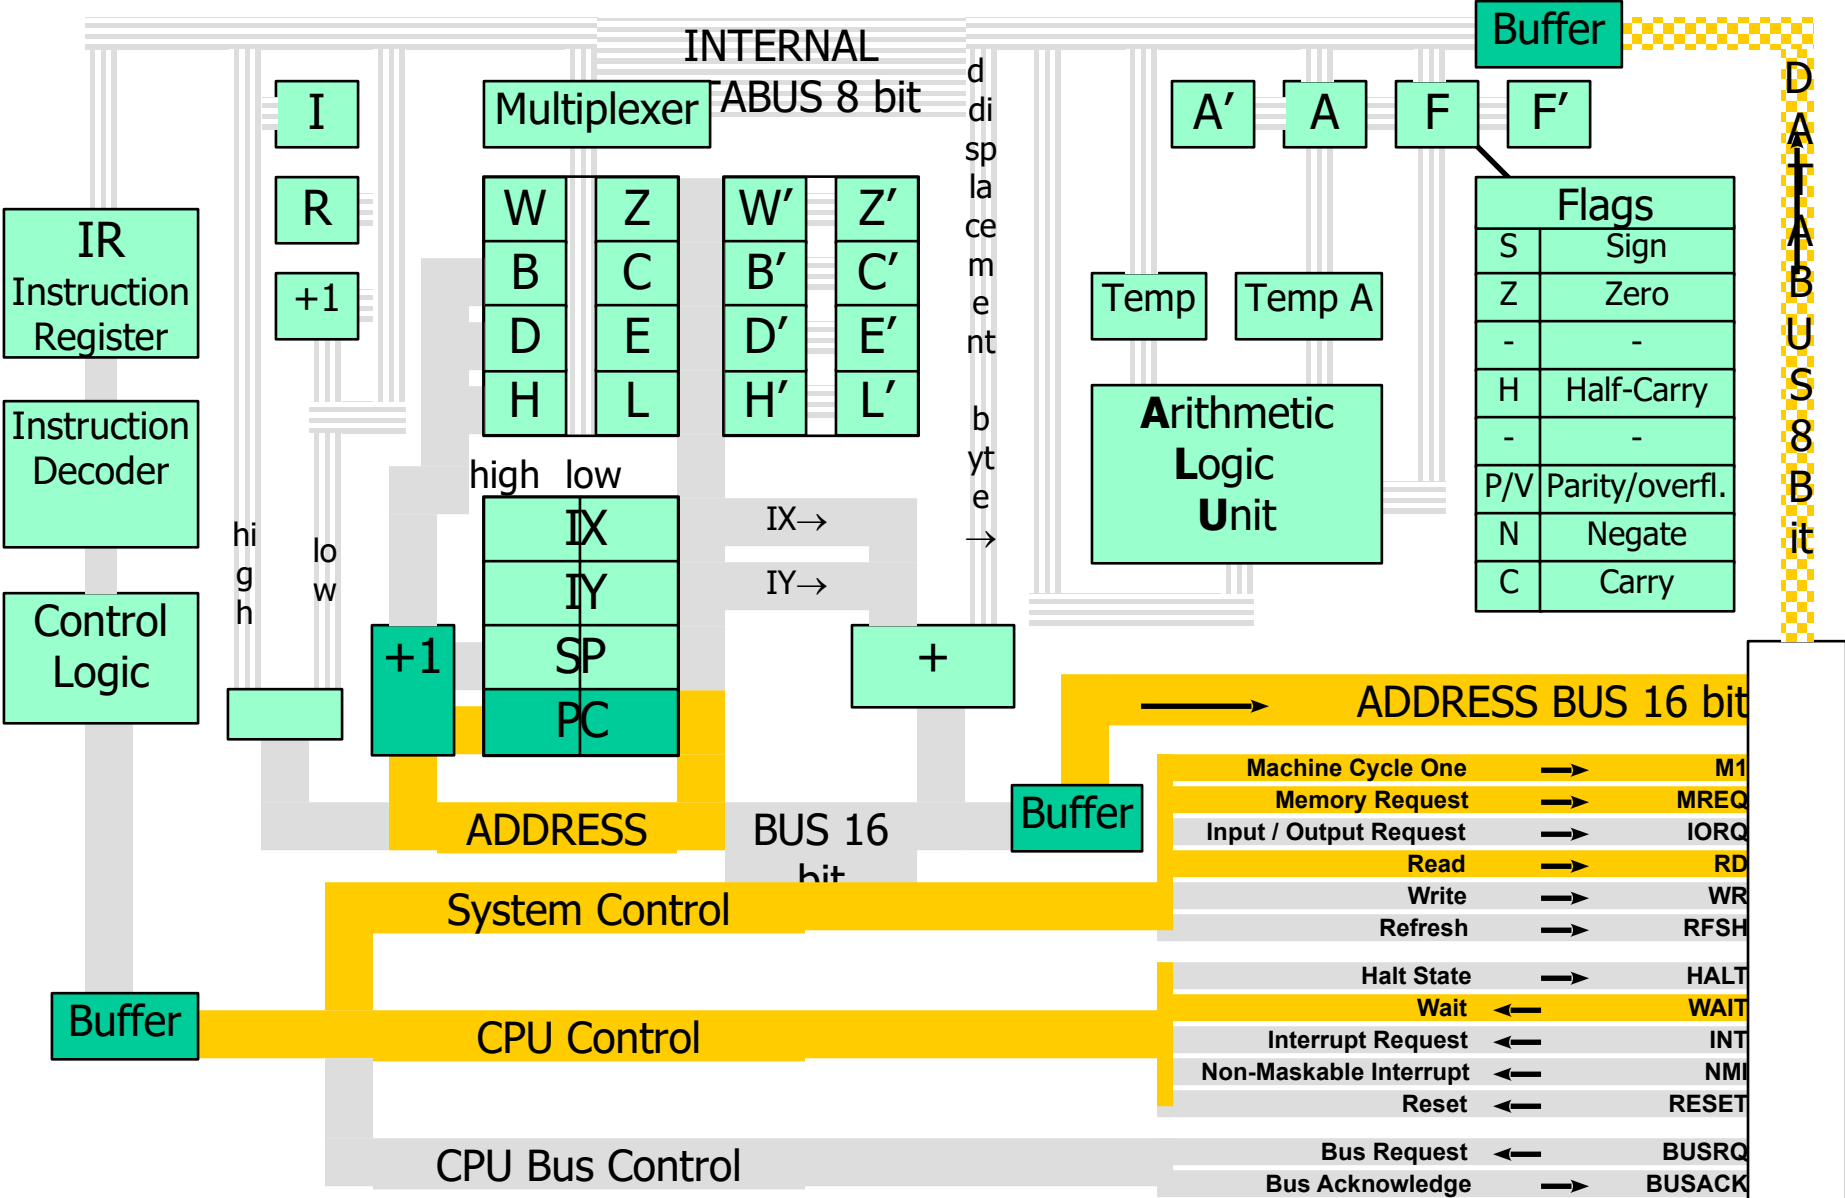 INTERNAL
TABUS 8 bit
Buffer
D
A
T
A
B
U
S
8
B
it
I
Multiplexer
d
di
sp
la
ce
m
e
nt
b
yt
e
→
A′
A
F
F′
R
W
Z
W′
Z′
B
C
B′
C′
D
E
D′
E′
H
L
H′
L′
IR
Instruction
Register
+1
Temp
Temp A
Flags
S Sign
Z Zero
- -
H Half-Carry
- -
P/V Parity/overfl.
N Negate
C Carry
Arithmetic
Logic
Unit
Instruction
Decoder
high low
IX
IY
SP
PC
IX→
IY→
hi
g
h
lo
w
Control
Logic
+1
+
ADDRESS BUS 16 bit
Buffer
ADDRESS
BUS 16
bit
Machine Cycle One M1
Memory Request MREQ
Input / Output Request IORQ
Read RD
Write WR
Refresh RFSH
System Control
Halt State HALT
Wait WAIT
Interrupt Request INT
Non-Maskable Interrupt NMI
Reset RESET
Buffer
CPU Control
CPU Bus Control
Bus Request BUSRQ
Bus Acknowledge BUSACK